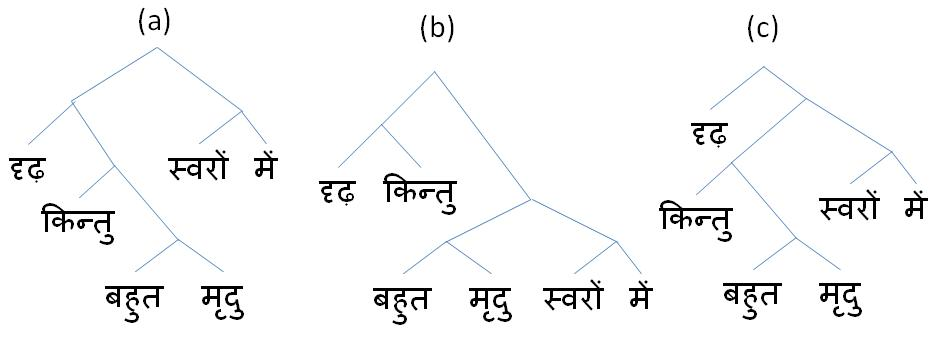 (a) (b) (c)
दृढ़ किन्तु बहुत मृदु स्वरों में
दृढ़ किन्तु बहुत मृदु स्वरों में
दृढ़ किन्तु बहुत मृदु स्वरों में